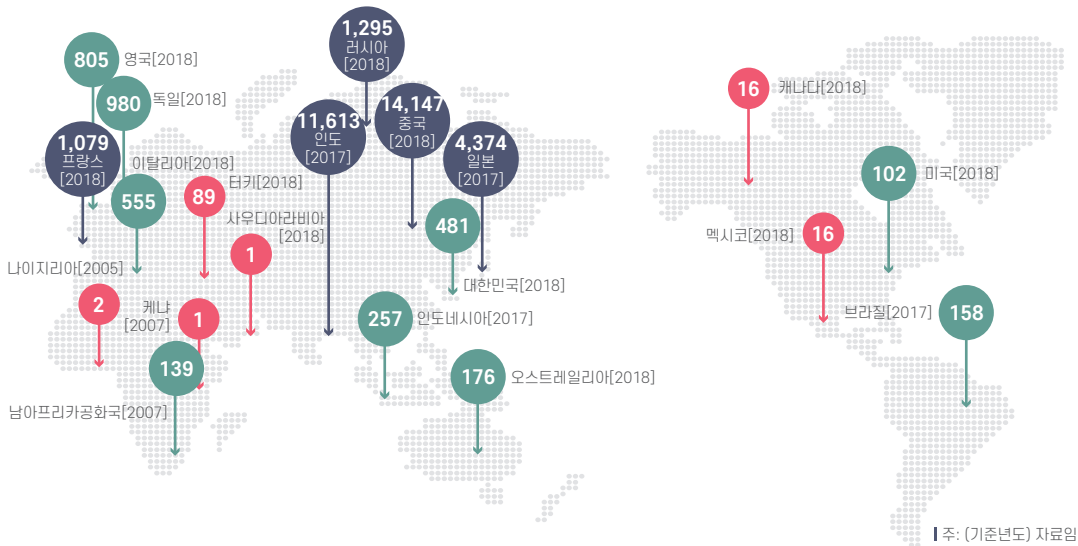 805
영국[2018]
980
독일[2018]
1,079
프랑스
[2018]
이탈리아[2018]
555
터키[2018]
89
사우디아라비아
[2018]
1
1,295
러시아
[2018]
11,613
인도
[2017]
14,147
중국
[2018]
4,374
일본
[2017]
481
대한민국[2018]
나이지리아[2005]
2
케냐
[2007]
1
139
남아프리카공화국[2007]
257
인도네시아[2017]
176
오스트레일리아[2018]
16
캐나다[2018]
102
미국[2018]
멕시코[2018]
16
브라질[2017]
158
주: (기준년도) 자료임